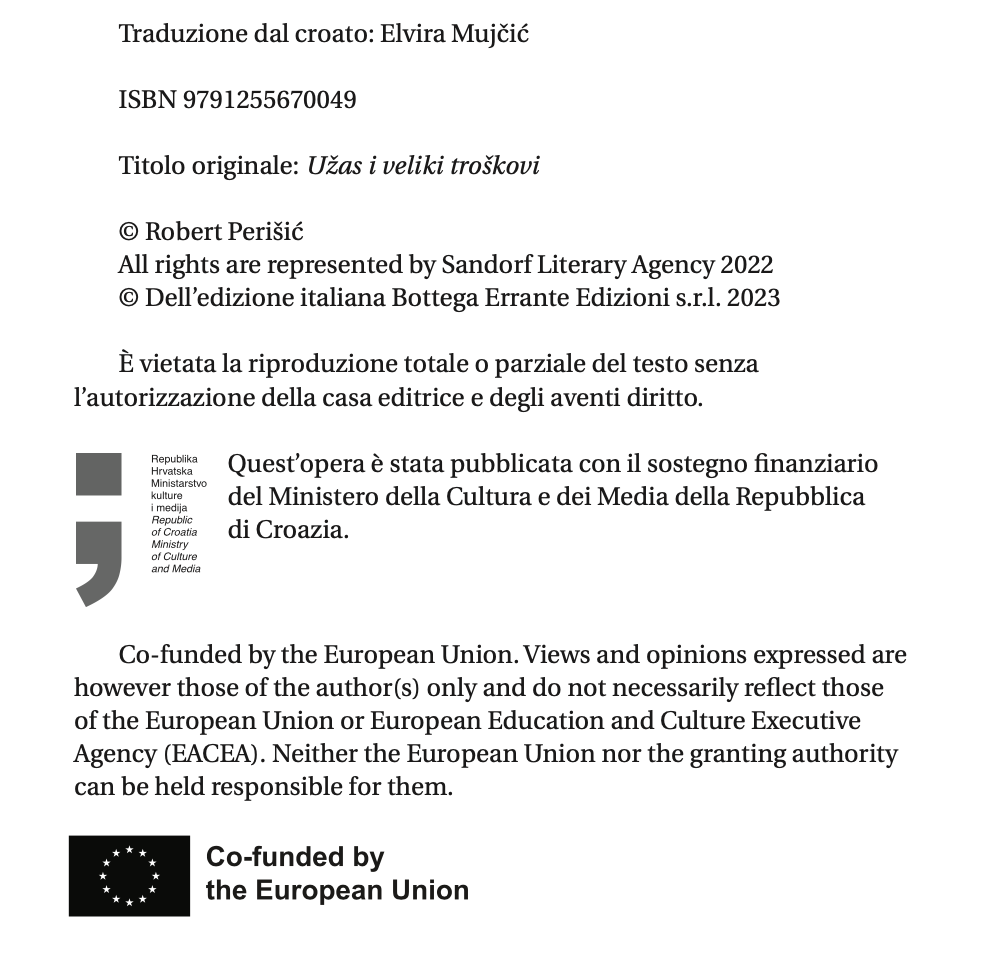 Traduzione dal croato: Elvira Mujčić
ISBN 9791255670049
Titolo originale: Užas i veliki troškovi
© Robert Perišić
All rights are represented by Sandorf Literary Agency 2022
© Dell’edizione italiana Bottega Errante Edizioni s.r.l. 2023
È vietata la riproduzione totale o parziale del testo senza
l’autorizzazione della casa editrice e degli aventi diritto.
Republika
Hrvatska
Ministarstvo
kulture
i medija
Republic
of Croatia
Ministry
of Culture
and Media
Quest’opera è stata pubblicata con il sostegno finanziario
del Ministero della Cultura e dei Media della Repubblica
di Croazia.
Co-funded by the European Union. Views and opinions expressed are
however those of the author(s) only and do not necessarily reflect those
of the European Union or European Education and Culture Executive
Agency (EACEA). Neither the European Union nor the granting authority
can be held responsible for them.
Co-funded by
the European Union